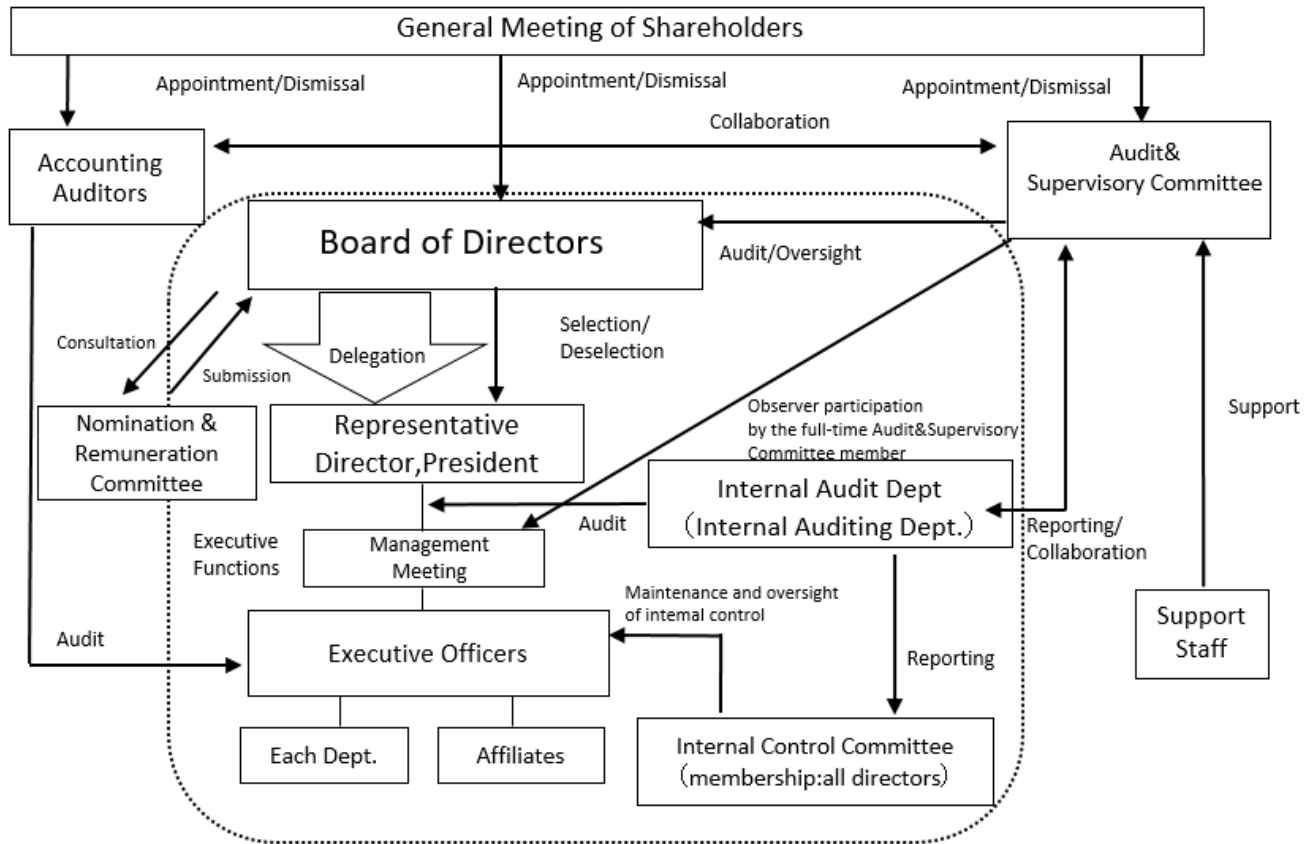 General Meeting of Shareholders
Appointment/Dismissal
Appointment/Dismissal
Appointment/Dismissal
Collaboration
Accounting
Auditors
Audit&
Supervisory Committee
Board of Directors
Audit/Oversight
Consultation
Submission
Delegation
Selection/
Deselection
Nomination &
Remuneration
Committee
Representative
Director,President
Observer participation
by the full-time Audit&Supervisory
Committee member
Support
Internal Audit Dept
(Internal Auditing Dept.)
Audit
Reporting/
Collaboration
Executive
Functions
Management
Meeting
Maintenance and oversight
of internal control
Support
Staff
Audit
Executive Officers
Reporting
Each Dept.
Affiliates
Internal Control Committee
(membership:all directors)